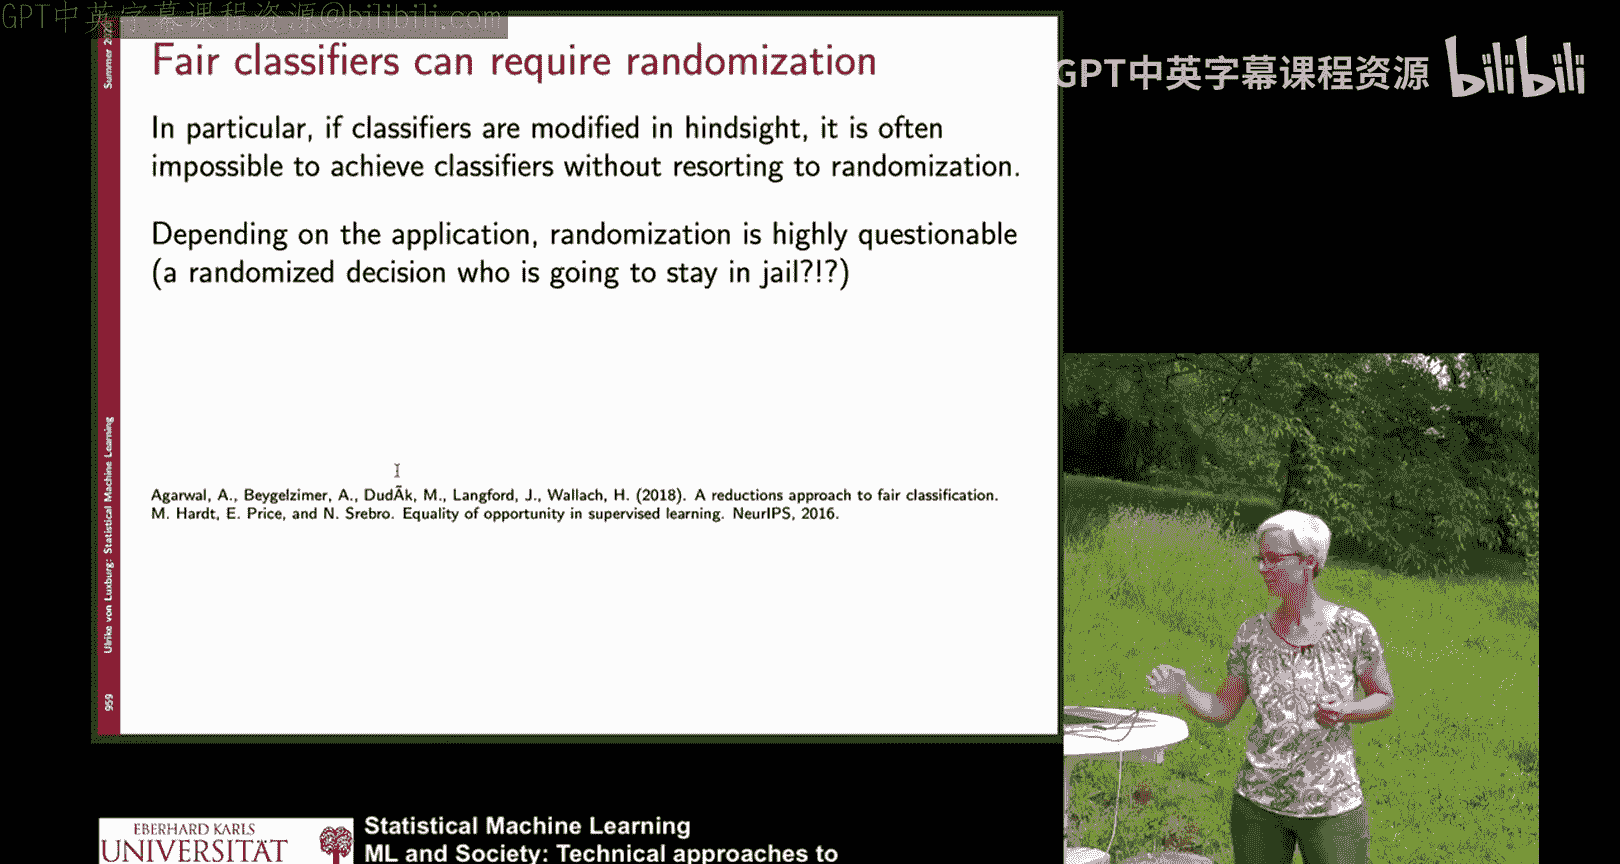 GPT中英字幕课程资源@bilibili.com
GPT中英字幕课程资源 bilibili
Fair classifiers can require randomization
In particular, if classifiers are modified in hindsight, it is often
impossible to achieve classifiers without resorting to randomization.
Depending on the application, randomization is highly questionable
(a randomized decision who is going to stay in jail?!?)
Agarwal, A., Beygelzimer, A., DudÃk, M., Langford, J., Wallach, H. (2018). A reductions approach to fair classification.
M. Hardt, E. Price, and N. Srebro. Equality of opportunity in supervised learning. NeurIPS, 2016.
Summer
Ulrike von Luxburg: Statistical Machine Learning
959
EBERHARD KARLS
UNIVERSITÄT
Statistical Machine Learning
ML and Society: Technical approaches to